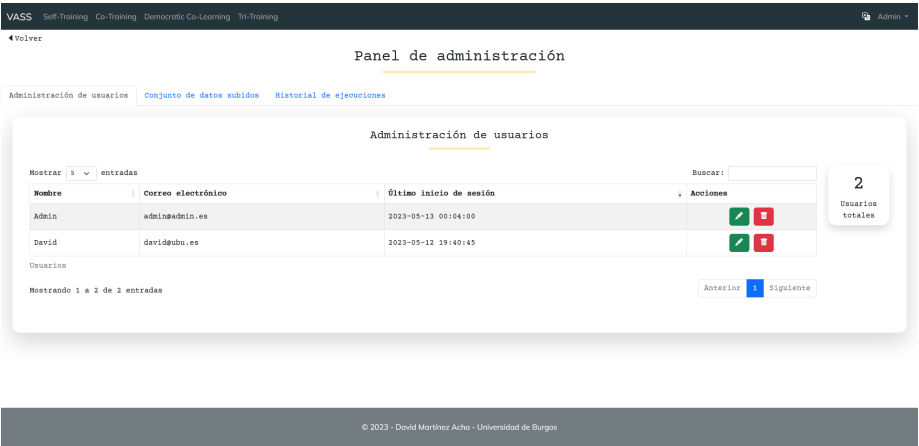 VASS Self-Training Co-Training Democratic Co-Learning Tri-Training Admin
Volver
Panel de administración
Administración de usuarios Conjunto de datos subidos Historial de ejecuciones
Administración de usuarios
Mostrar 5 entradas Buscar:
Nombre Correo electrónico Último inicio de sesión Acciones
Admin admin@admin.es 2023-05-13 00:04:00
David david@ubu.es 2023-05-12 19:40:45
Usuarios
Mostrando 1 a 2 de 2 entradas
Anterior 1 Siguiente
2
Usuarios
totales
© 2023 - David Martínez Acha - Universidad de Burgos